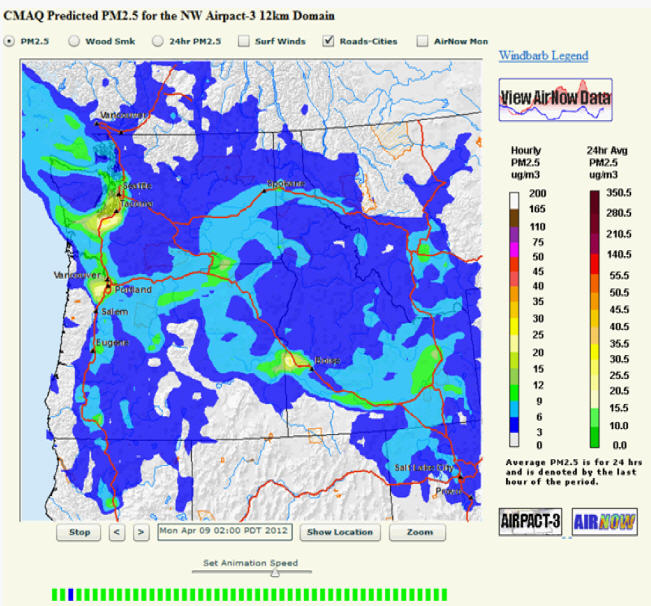 CMAQ Predicted PM2.5 for the NW Airpact-3 12km Domain
PM2.5 Wood Smk 24hr PM2.5 Surf Winds Roads-Cities AirNow Mon
Windbarb Legend
View AirNow Data
Hourly
PM2.5
ug/m3
200
165
110
75
50
45
40
35
30
25
20
15
12
9
6
3
0
24hr Avg
PM2.5
ug/m3
350.5
280.5
210.5
140.5
55.5
50.5
45.5
40.5
35.5
30.5
25.5
20.5
15.5
10.0
0.0
Average PM2.5 is for 24 hrs
and is denoted by the last
hour of the period.
AIRPACT-3 AIRNOW
Vancouver
Seattle
Tacoma
Vancouver
Portland
Salem
Eugene
Boise
Salt Lake City
Provo
Stop < > Mon Apr 09 02:00 PDT 2012 Show Location Zoom
Set Animation Speed